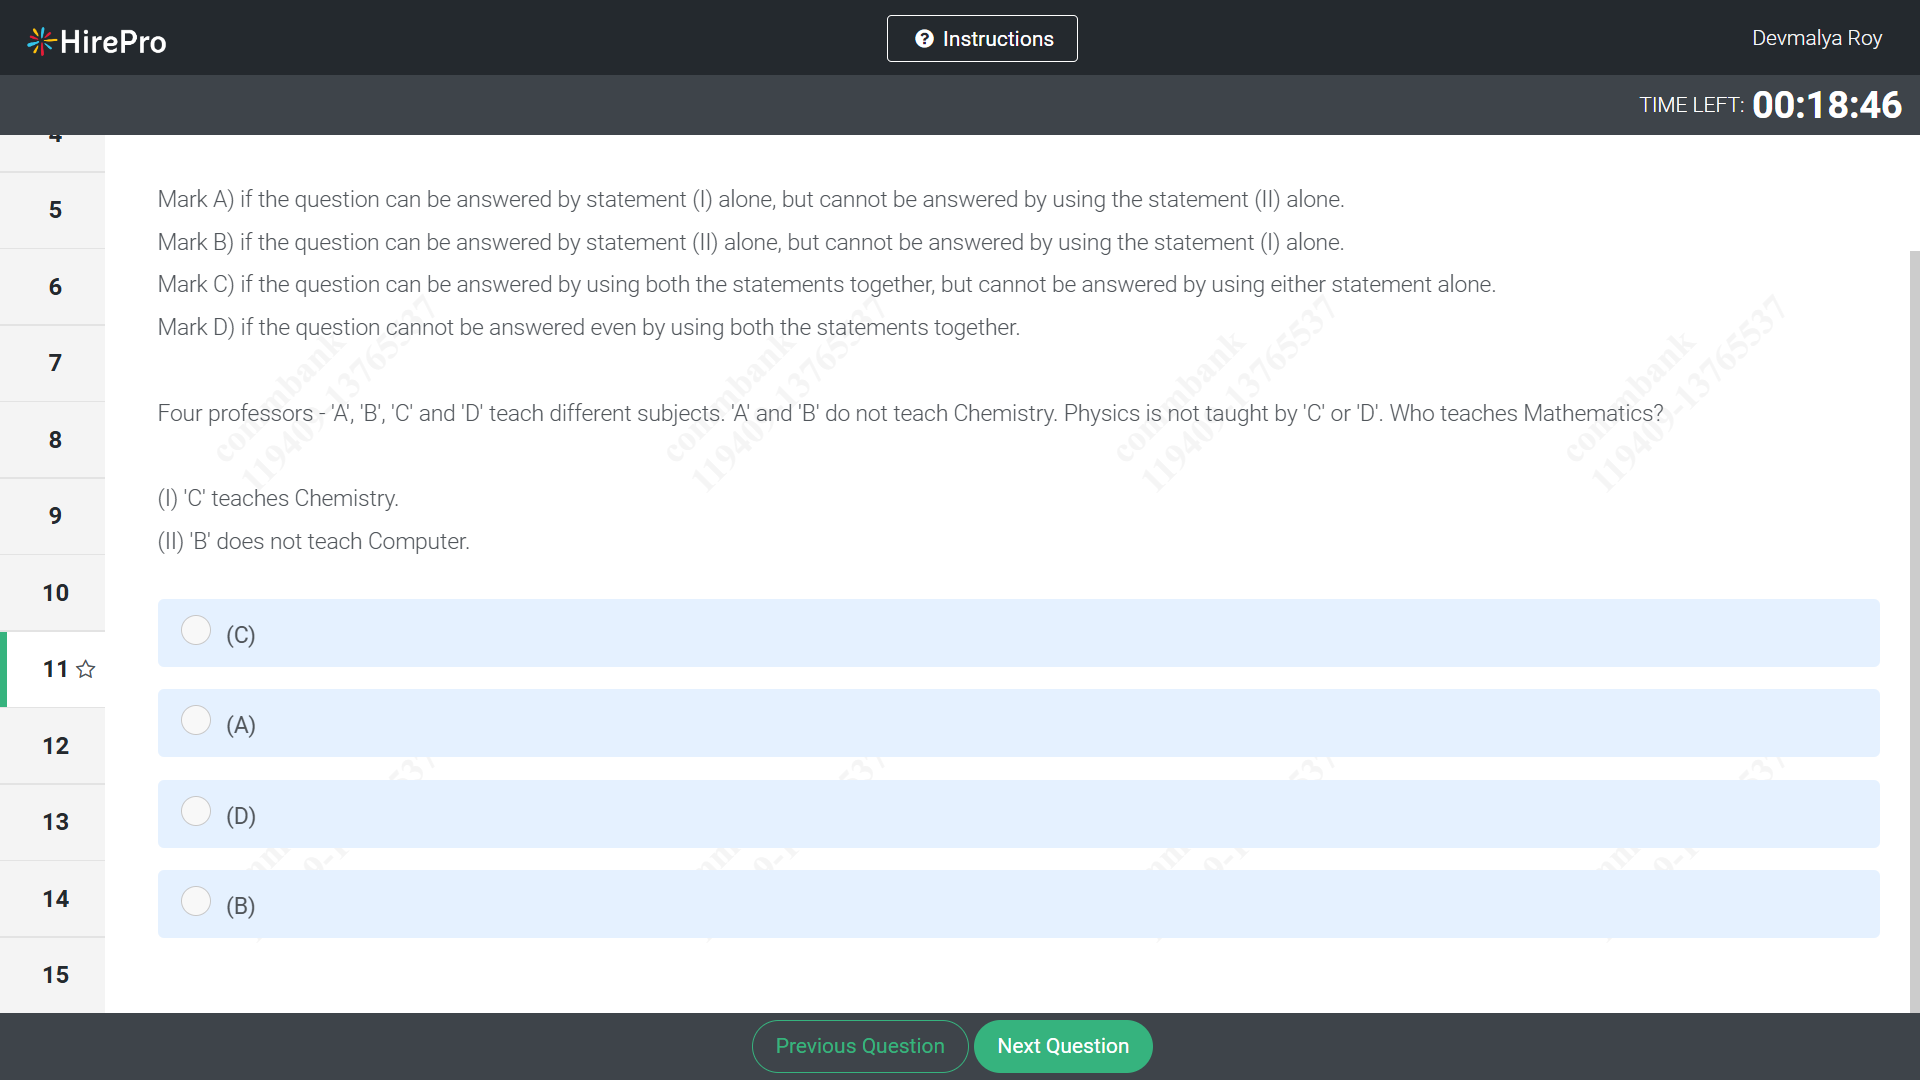 HirePro
Instructions
Devmalya Roy
TIME LEFT: 00:18:46
4
5
6
7
8
9
10
11
12
13
14
15
Mark A) if the question can be answered by statement (I) alone, but cannot be answered by using the statement (II) alone.
Mark B) if the question can be answered by statement (II) alone, but cannot be answered by using the statement (I) alone.
Mark C) if the question can be answered by using both the statements together, but cannot be answered by using either statement alone.
Mark D) if the question cannot be answered even by using both the statements together.
Four professors - 'A', 'B', 'C' and 'D' teach different subjects. 'A' and 'B' do not teach Chemistry. Physics is not taught by 'C' or 'D'. Who teaches Mathematics?
(I) 'C' teaches Chemistry.
(II) 'B' does not teach Computer.
(C)
(A)
(D)
(B)
Previous Question
Next Question